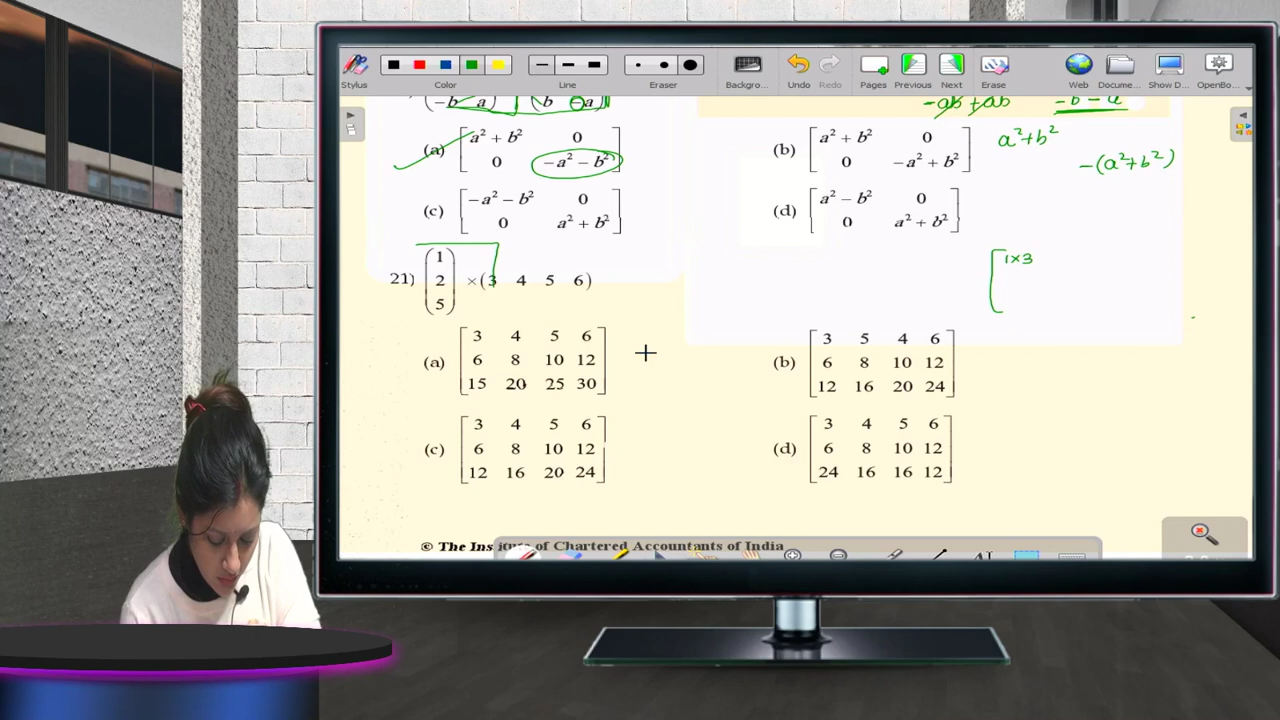 Color Line Eraser
Stylus Backgro... Undo Redo Pages Previous Next Erase Web Docume... Show D... OpenBo...
(-b a) (b -a) -ab + ab -b - a
(a) [a² + b² 0
0 -a² - b²]
(b) [a² + b² 0
0 -a² + b²]
a²+b²
-(a²+b²)
(c) [-a² - b² 0
0 a² + b²]
(d) [a² - b² 0
0 a² + b²]
21) (1
2
5) × (3 4 5 6)
[1×3
(a) [3 4 5 6
6 8 10 12
15 20 25 30]
(b) [3 5 4 6
6 8 10 12
12 16 20 24]
(c) [3 4 5 6
6 8 10 12
12 16 20 24]
(d) [3 4 5 6
6 8 10 12
24 16 16 12]
© The Institute of Chartered Accountants of India